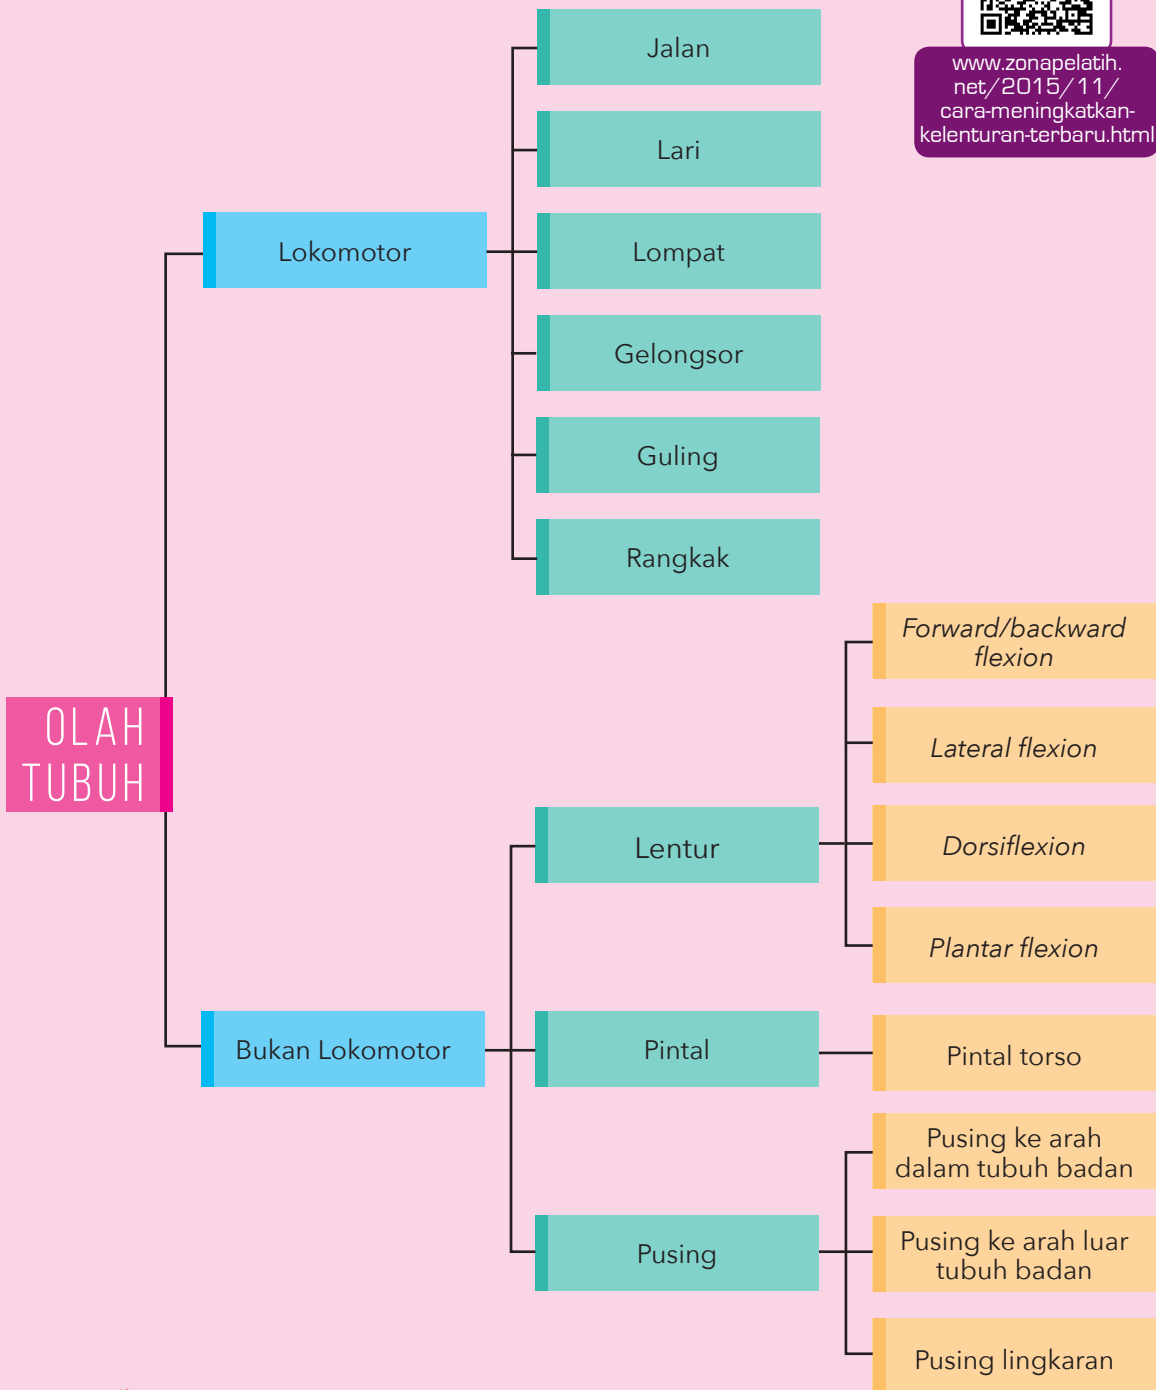 www.zonapelatih.
net/2015/11/
cara-meningkatkan-
kelenturan-terbaru.html
OLAH
TUBUH
Lokomotor
Jalan
Lari
Lompat
Gelongsor
Guling
Rangkak
Bukan Lokomotor
Lentur
Forward/backward
flexion
Lateral flexion
Dorsiflexion
Plantar flexion
Pintal
Pintal torso
Pusing
Pusing ke arah
dalam tubuh badan
Pusing ke arah luar
tubuh badan
Pusing lingkaran